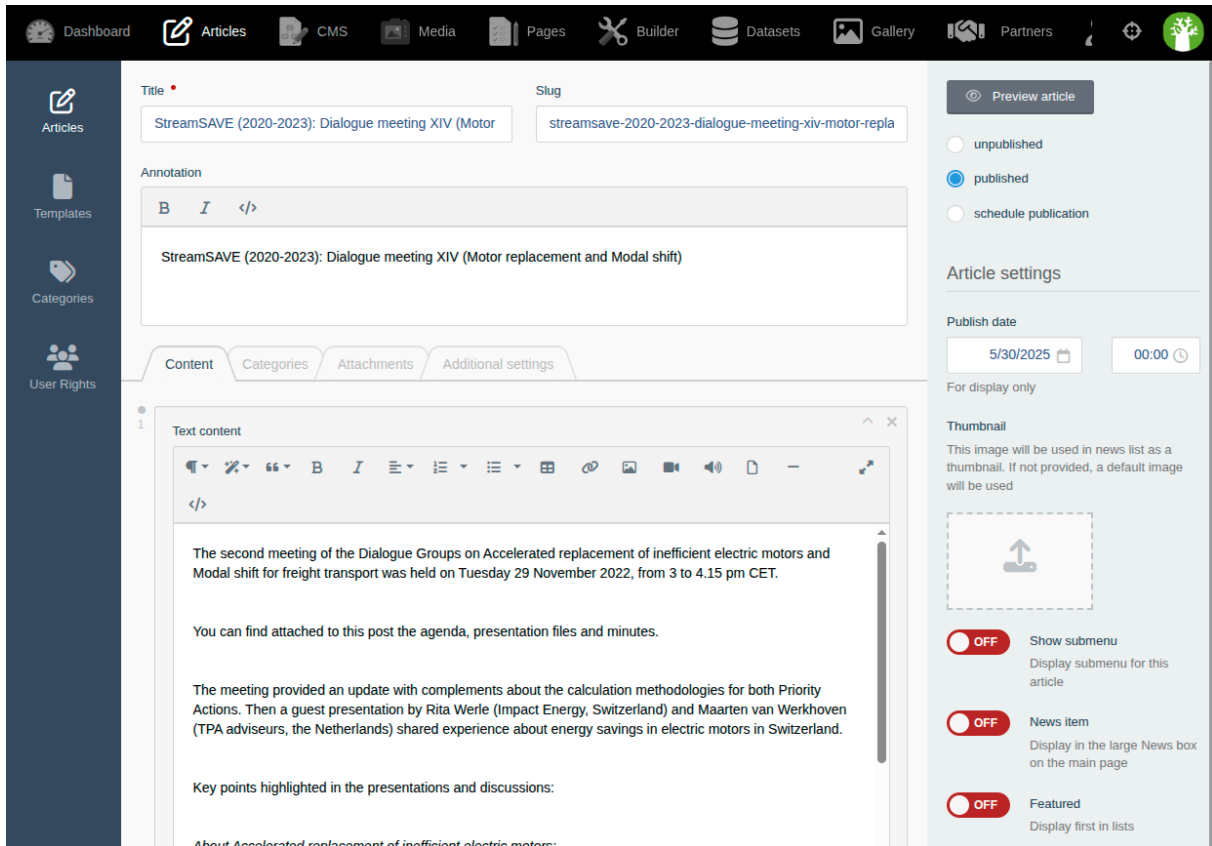 Dashboard
Articles
CMS
Media
Pages
Builder
Datasets
Gallery
Partners
Articles
Templates
Categories
User Rights
Title
StreamSAVE (2020-2023): Dialogue meeting XIV (Motor
Slug
streamsave-2020-2023-dialogue-meeting-xiv-motor-repla
Annotation
B I </>
StreamSAVE (2020-2023): Dialogue meeting XIV (Motor replacement and Modal shift)
Content
Categories
Attachments
Additional settings
1
Text content
B I
</>
The second meeting of the Dialogue Groups on Accelerated replacement of inefficient electric motors and
Modal shift for freight transport was held on Tuesday 29 November 2022, from 3 to 4.15 pm CET.
You can find attached to this post the agenda, presentation files and minutes.
The meeting provided an update with complements about the calculation methodologies for both Priority
Actions. Then a guest presentation by Rita Werle (Impact Energy, Switzerland) and Maarten van Werkhoven
(TPA adviseurs, the Netherlands) shared experience about energy savings in electric motors in Switzerland.
Key points highlighted in the presentations and discussions:
About Accelerated replacement of inefficient electric motors:
Preview article
unpublished
published
schedule publication
Article settings
Publish date
5/30/2025
00:00
For display only
Thumbnail
This image will be used in news list as a
thumbnail. If not provided, a default image
will be used
OFF
Show submenu
Display submenu for this
article
OFF
News item
Display in the large News box
on the main page
OFF
Featured
Display first in lists